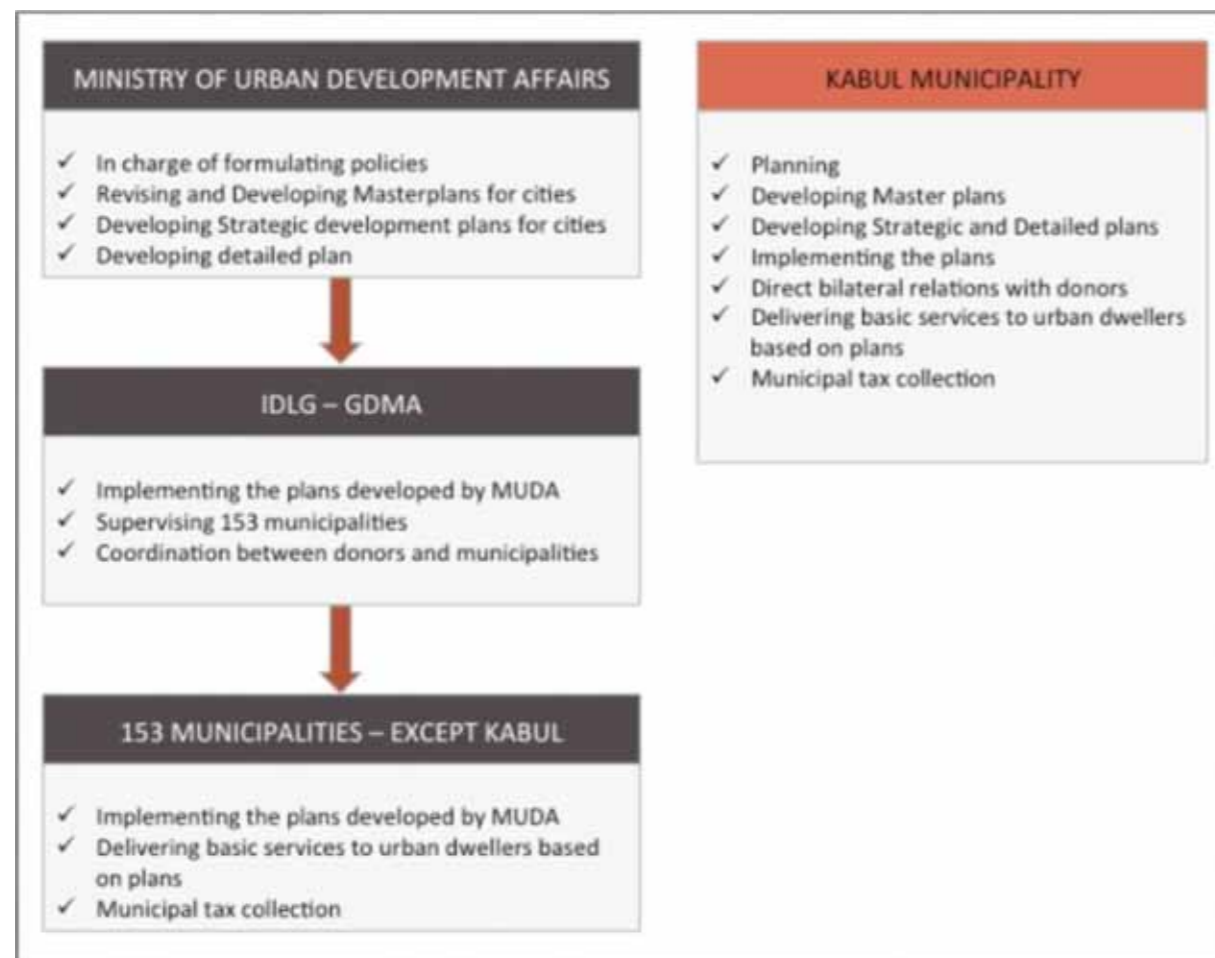 MINISTRY OF URBAN DEVELOPMENT AFFAIRS
✓ In charge of formulating policies
✓ Revising and Developing Masterplans for cities
✓ Developing Strategic development plans for cities
✓ Developing detailed plan
IDLG – GDMA
✓ Implementing the plans developed by MUDA
✓ Supervising 153 municipalities
✓ Coordination between donors and municipalities
153 MUNICIPALITIES – EXCEPT KABUL
✓ Implementing the plans developed by MUDA
✓ Delivering basic services to urban dwellers based
on plans
✓ Municipal tax collection
KABUL MUNICIPALITY
✓ Planning
✓ Developing Master plans
✓ Developing Strategic and Detailed plans
✓ Implementing the plans
✓ Direct bilateral relations with donors
✓ Delivering basic services to urban dwellers
based on plans
✓ Municipal tax collection